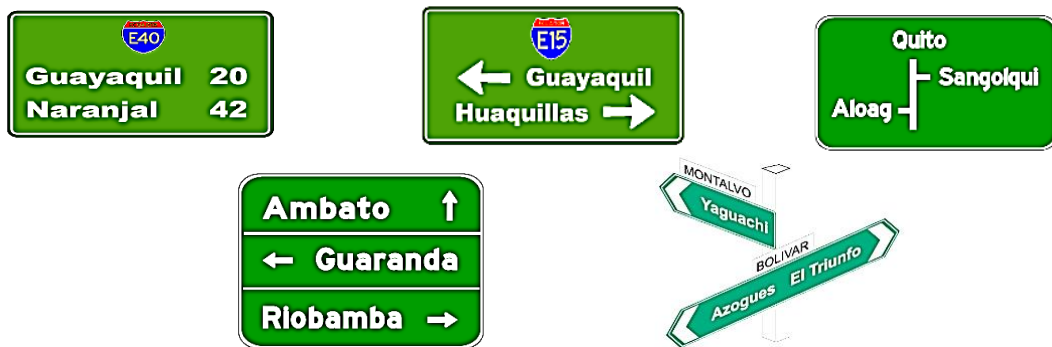 E40
Guayaquil 20
Naranjal 42
E15
Guayaquil
Huaquillas
Quito
Sangolqui
Aloag
Ambato
Guaranda
Riobamba
MONTALVO
Yaguachi
BOLIVAR
Azogues El Triunfo